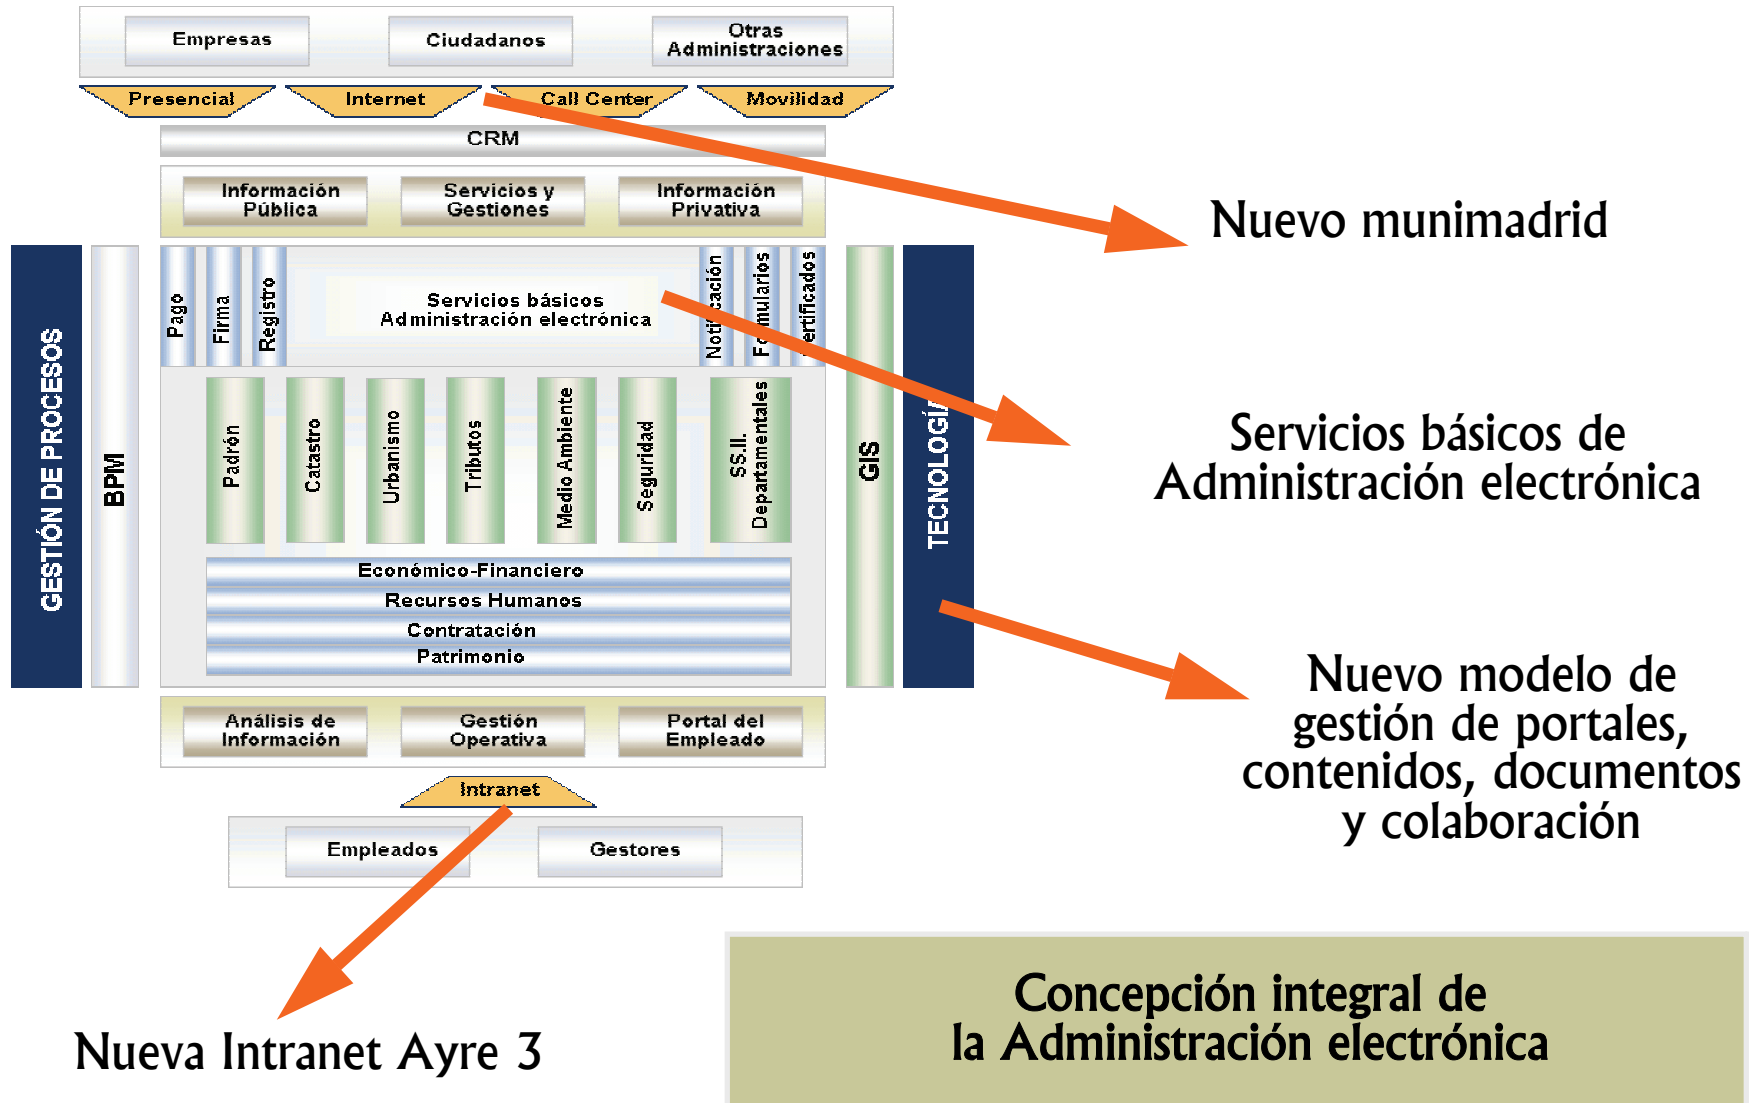 Empresas
Ciudadanos
Otras
Administraciones
Presencial
Internet
Call Center
Movilidad
CRM
Información
Pública
Servicios y
Gestiones
Información
Privativa
Nuevo munimadrid
GESTIÓN DE PROCESOS
BPM
Pago
Firma
Registro
Servicios básicos
Administración electrónica
Notificación
Formularios
Certificados
GIS
TECNOLOGÍA
Servicios básicos de
Administración electrónica
Padrón
Catastro
Urbanismo
Tributos
Medio Ambiente
Seguridad
SS.II.
Departamentales
Económico-Financiero
Recursos Humanos
Contratación
Patrimonio
Nuevo modelo de
gestión de portales,
contenidos, documentos
y colaboración
Análisis de
Información
Gestión
Operativa
Portal del
Empleado
Intranet
Empleados
Gestores
Nueva Intranet Ayre 3
Concepción integral de
la Administración electrónica